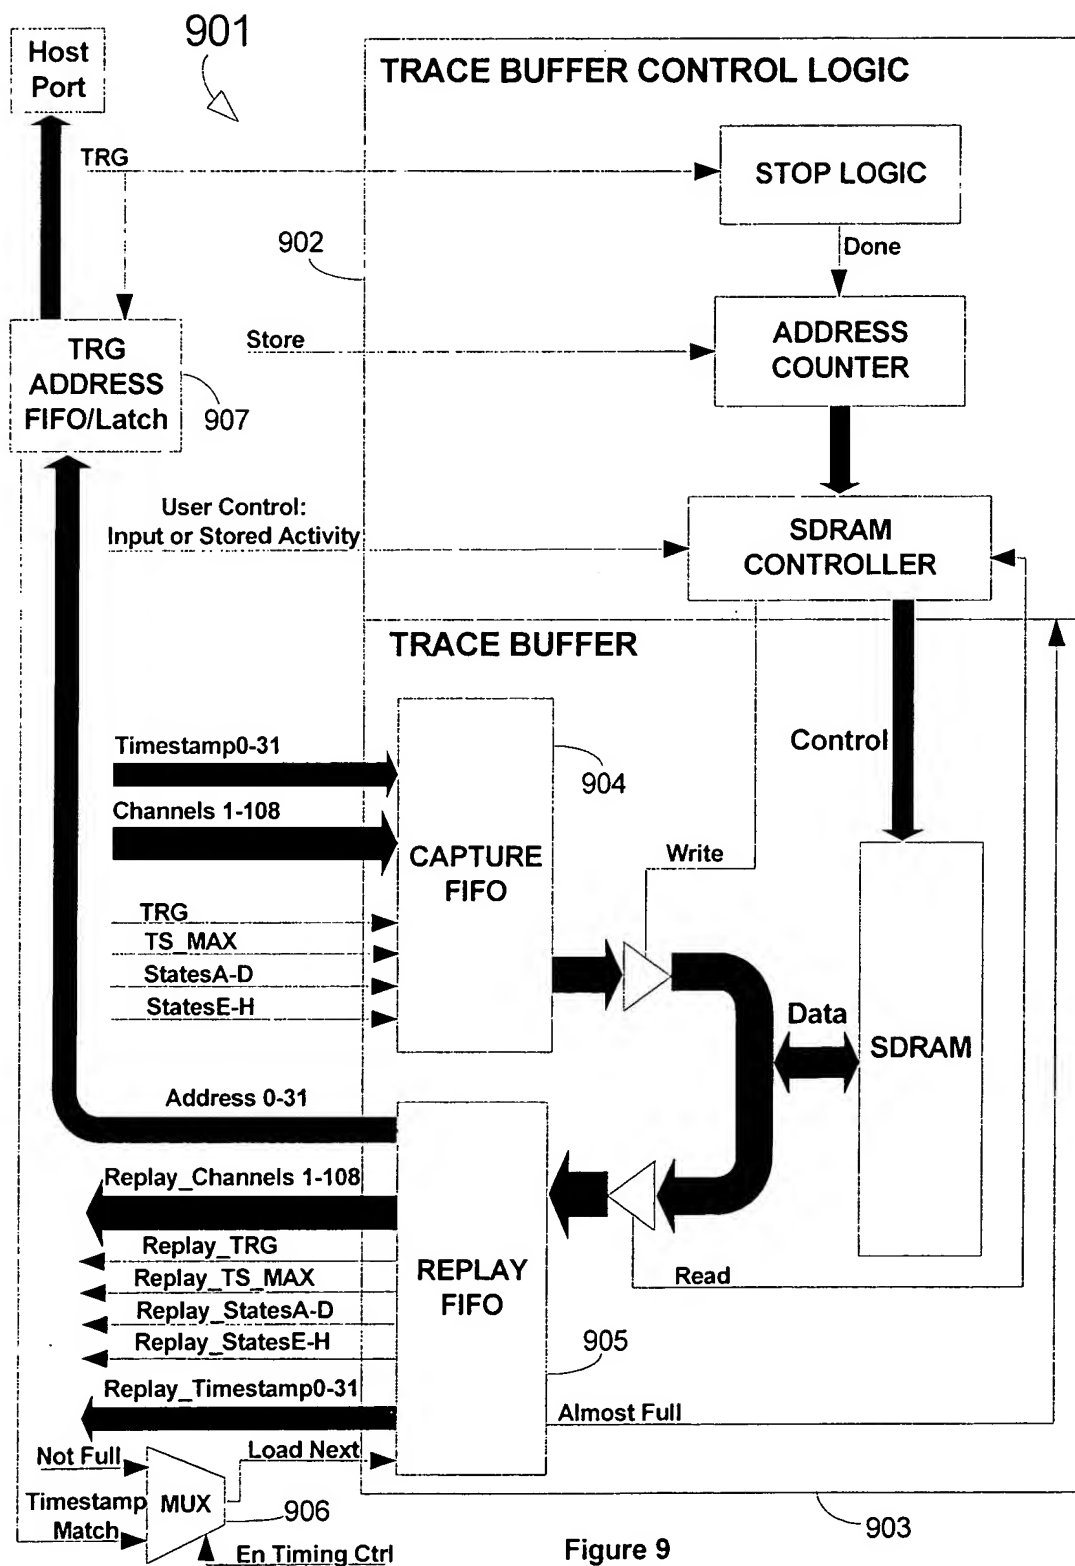 901
Host
Port
TRACE BUFFER CONTROL LOGIC
TRG
STOP LOGIC
902
Done
Store
ADDRESS
COUNTER
TRG
ADDRESS
FIFO/Latch
907
User Control:
Input or Stored Activity
SDRAM
CONTROLLER
TRACE BUFFER
Timestamp0-31
904
Control
Channels 1-108
CAPTURE
FIFO
Write
TRG
TS_MAX
StatesA-D
StatesE-H
Data
SDRAM
Address 0-31
Replay_Channels 1-108
Replay_TRG
Replay_TS_MAX
Replay_StatesA-D
Replay_StatesE-H
REPLAY
FIFO
Read
905
Replay_Timestamp0-31
Almost Full
Not Full
Load Next
Timestamp
Match
MUX
906
903
En Timing Ctrl
Figure 9